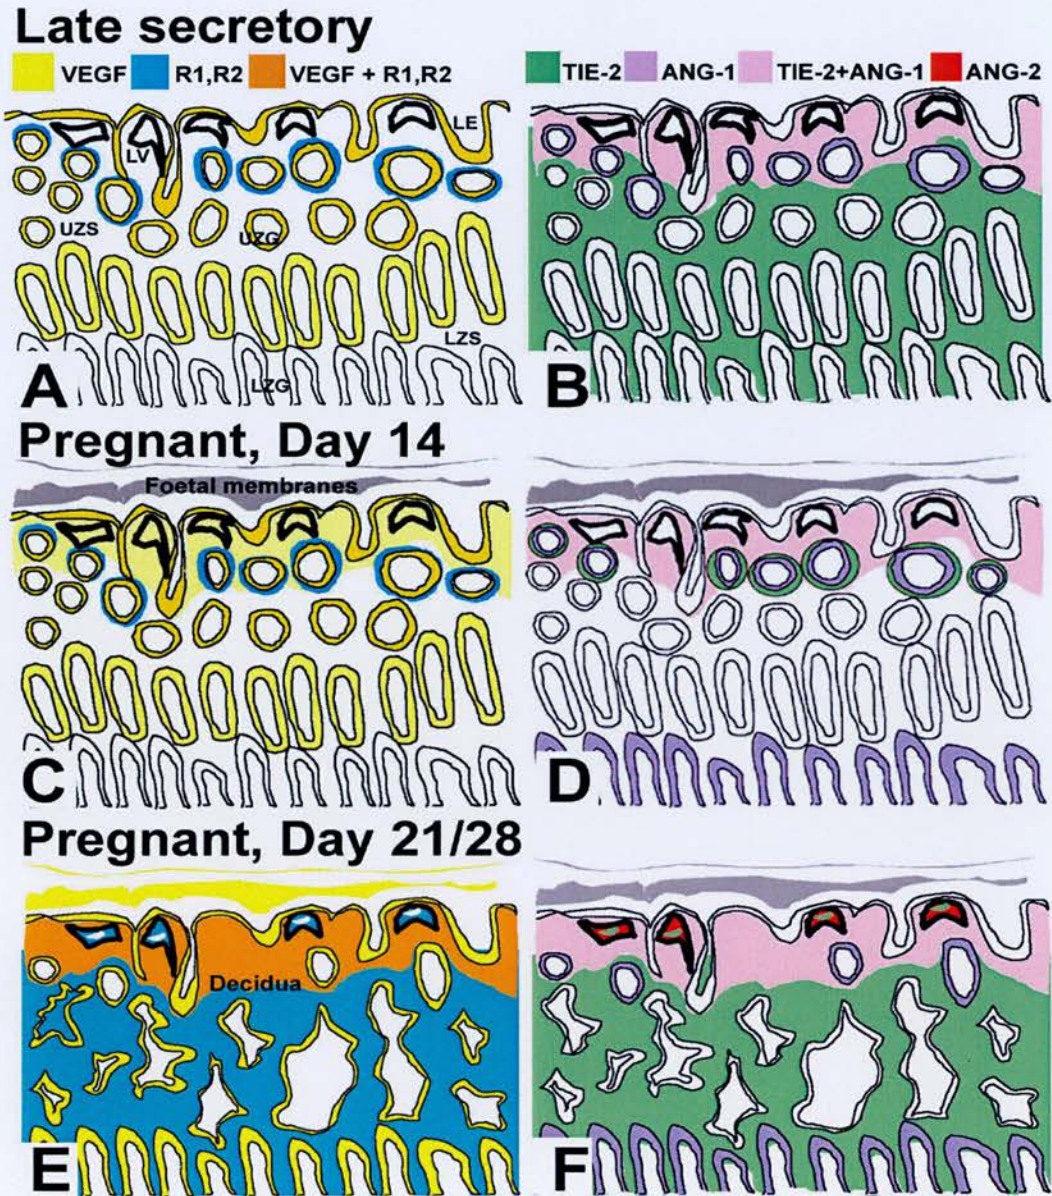 Late secretory
VEGF R1,R2 VEGF + R1,R2
TIE-2 ANG-1 TIE-2+ANG-1 ANG-2
LE
LV
UZS
UZG
LZS
LZG
A
B
Pregnant, Day 14
Foetal membranes
C
D
Pregnant, Day 21/28
Decidua
E
F